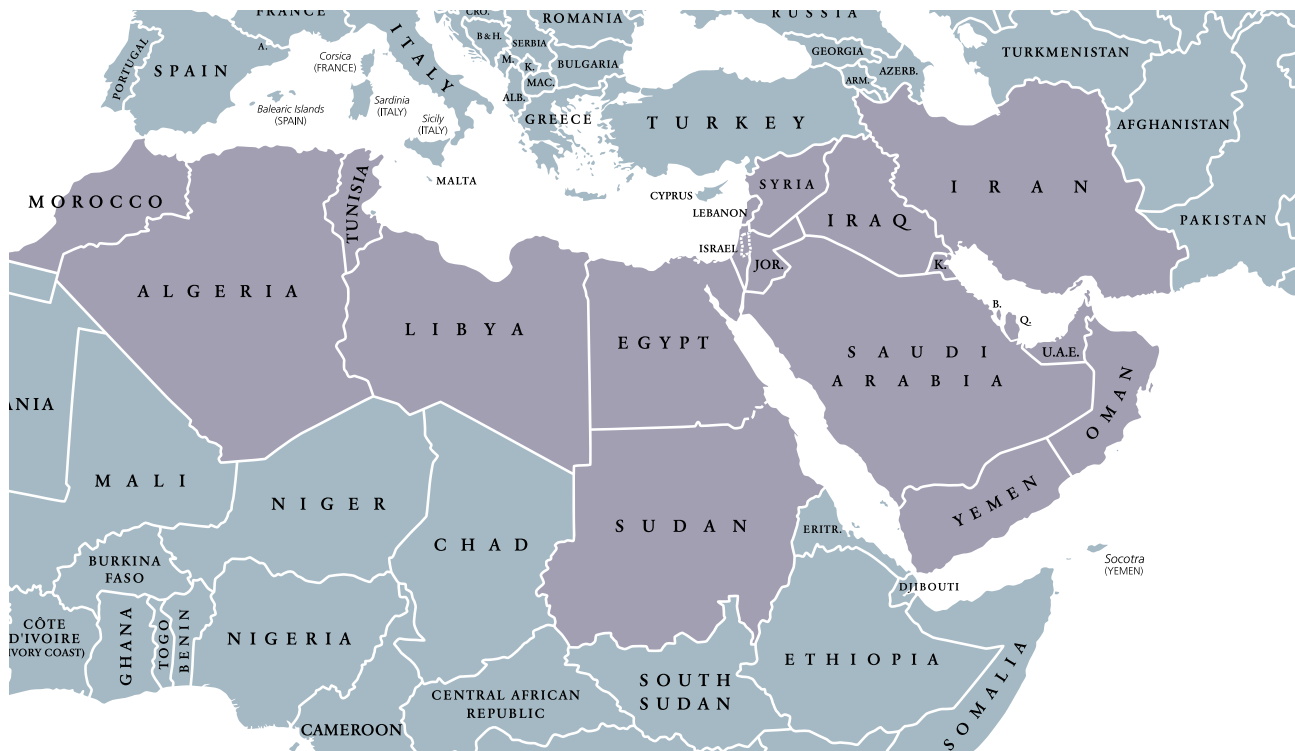 FRANCE
CRO.
ROMANIA
RUSSIA
PORTUGAL
SPAIN
A.
Corsica
(FRANCE)
ITALY
B & H.
SERBIA
M.
K.
BULGARIA
MAC.
ALB.
GREECE
GEORGIA
ARM.
AZERB.
TURKMENISTAN
Balearic Islands
(SPAIN)
Sardinia
(ITALY)
Sicily
(ITALY)
TURKEY
AFGHANISTAN
MALTA
CYPRUS
SYRIA
LEBANON
IRAQ
IRAN
PAKISTAN
MOROCCO
TUNISIA
ISRAEL
JOR.
K.
ALGERIA
LIBYA
EGYPT
B.
Q.
SAUDI
ARABIA
U.A.E.
OMAN
ANIA
MALI
NIGER
CHAD
SUDAN
YEMEN
ERITR.
BURKINA
FASO
DJIBOUTI
Socotra
(YEMEN)
CÔTE
D'IVOIRE
(IVORY COAST)
GHANA
TOGO
BENIN
NIGERIA
ETHIOPIA
SOMALIA
CENTRAL AFRICAN
REPUBLIC
SOUTH
SUDAN
CAMEROON